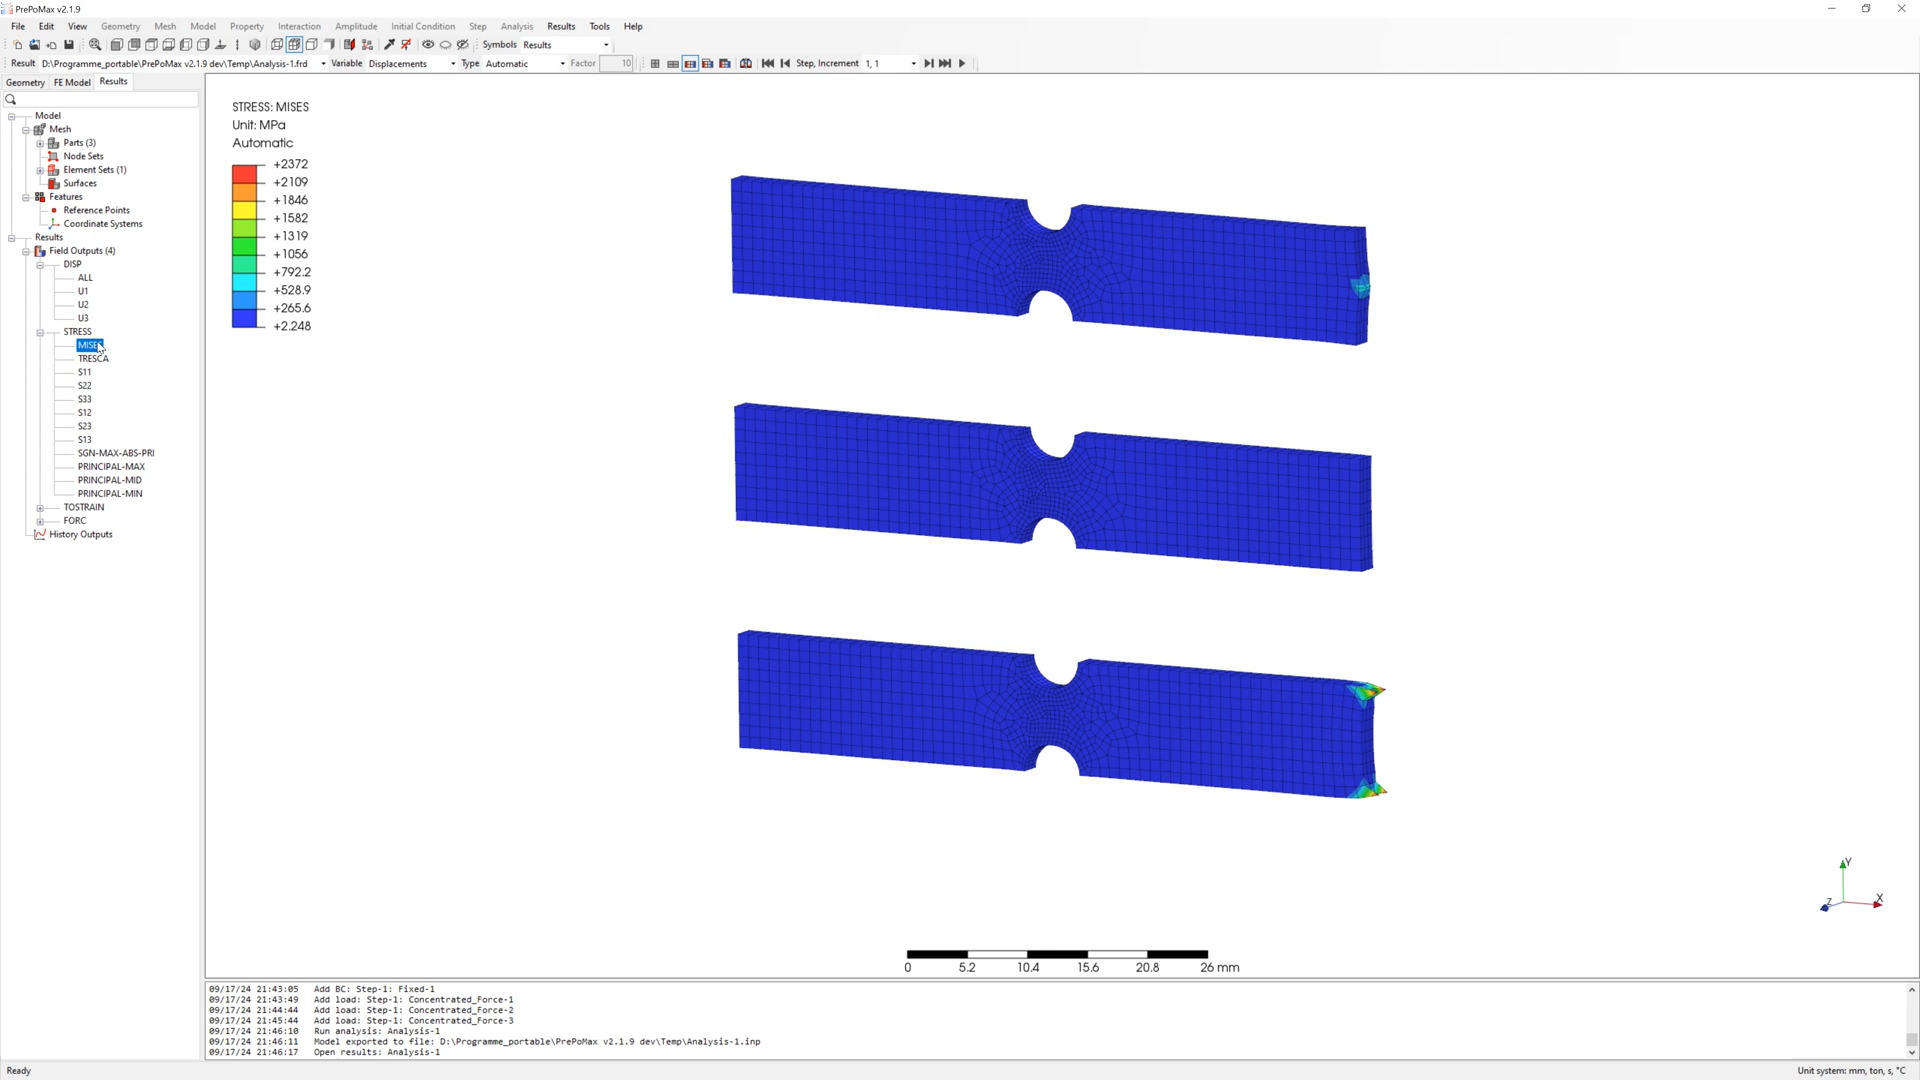 PrePoMax v2.1.9
File Edit View Geometry Mesh Model Property Interaction Amplitude Initial Condition Step Analysis Results Tools Help
Symbols Results
Result D:\Programme_portable\PrePoMax v2.1.9 dev\Temp\Analysis-1.frd Variable Displacements Type Automatic Factor 10 Step, Increment 1, 1
Geometry FE Model Results
Model
Mesh
Parts (3)
Node Sets
Element Sets (1)
Surfaces
Features
Reference Points
Coordinate Systems
Results
Field Outputs (4)
DISP
ALL
U1
U2
U3
STRESS
MISES
TRESCA
S11
S22
S33
S12
S23
S13
SGN-MAX-ABS-PRI
PRINCIPAL-MAX
PRINCIPAL-MID
PRINCIPAL-MIN
TOSTRAIN
FORC
History Outputs
STRESS: MISES
Unit: MPa
Automatic
+2372
+2109
+1846
+1582
+1319
+1056
+792.2
+528.9
+265.6
+2.248
Y
X
Z
0 5.2 10.4 15.6 20.8 26 mm
09/17/24 21:43:05 Add BC: Step-1: Fixed-1
09/17/24 21:43:49 Add load: Step-1: Concentrated_Force-1
09/17/24 21:44:44 Add load: Step-1: Concentrated_Force-2
09/17/24 21:45:44 Add load: Step-1: Concentrated_Force-3
09/17/24 21:46:10 Run analysis: Analysis-1
09/17/24 21:46:11 Model exported to file: D:\Programme_portable\PrePoMax v2.1.9 dev\Temp\Analysis-1.inp
09/17/24 21:46:17 Open results: Analysis-1
Ready
Unit system: mm, ton, s, °C